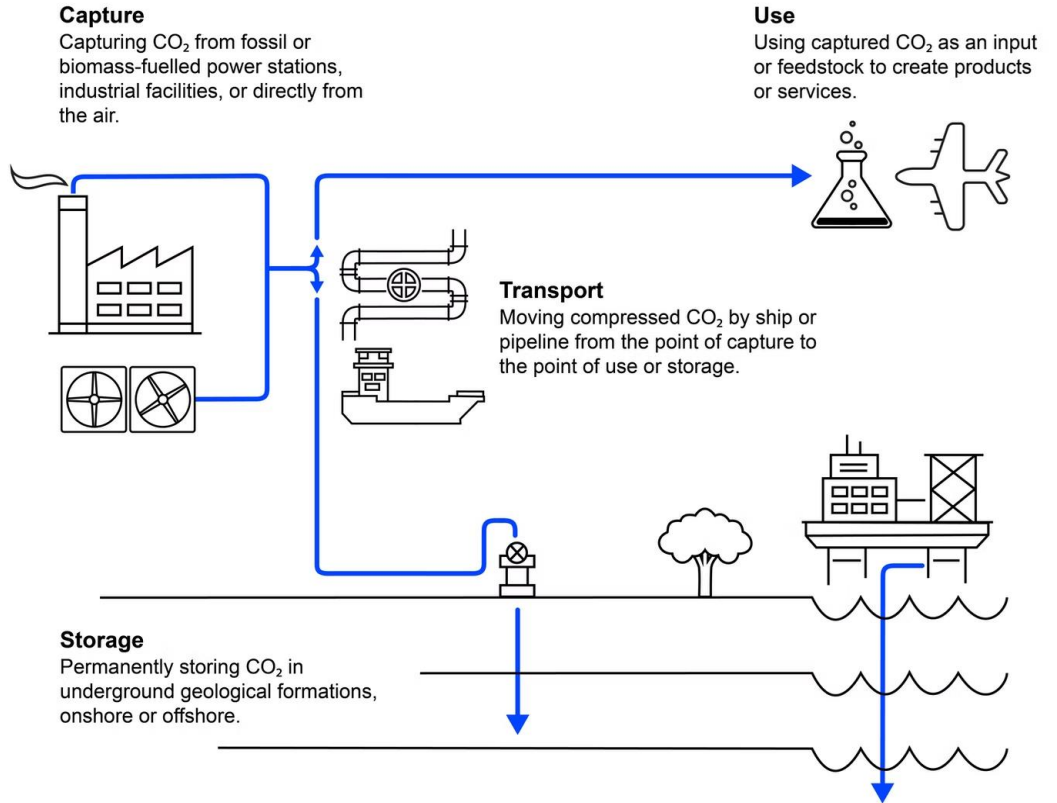 Capture
Capturing CO₂ from fossil or
biomass-fuelled power stations,
industrial facilities, or directly from
the air.
Use
Using captured CO₂ as an input
or feedstock to create products
or services.
Transport
Moving compressed CO₂ by ship or
pipeline from the point of capture to
the point of use or storage.
Storage
Permanently storing CO₂ in
underground geological formations,
onshore or offshore.